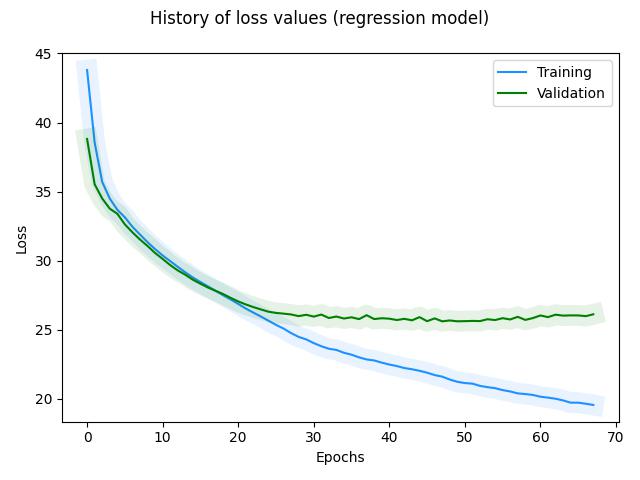 History of loss values (regression model)
45
40
35
30
25
20
Loss
Training
Validation
0 10 20 30 40 50 60 70
Epochs